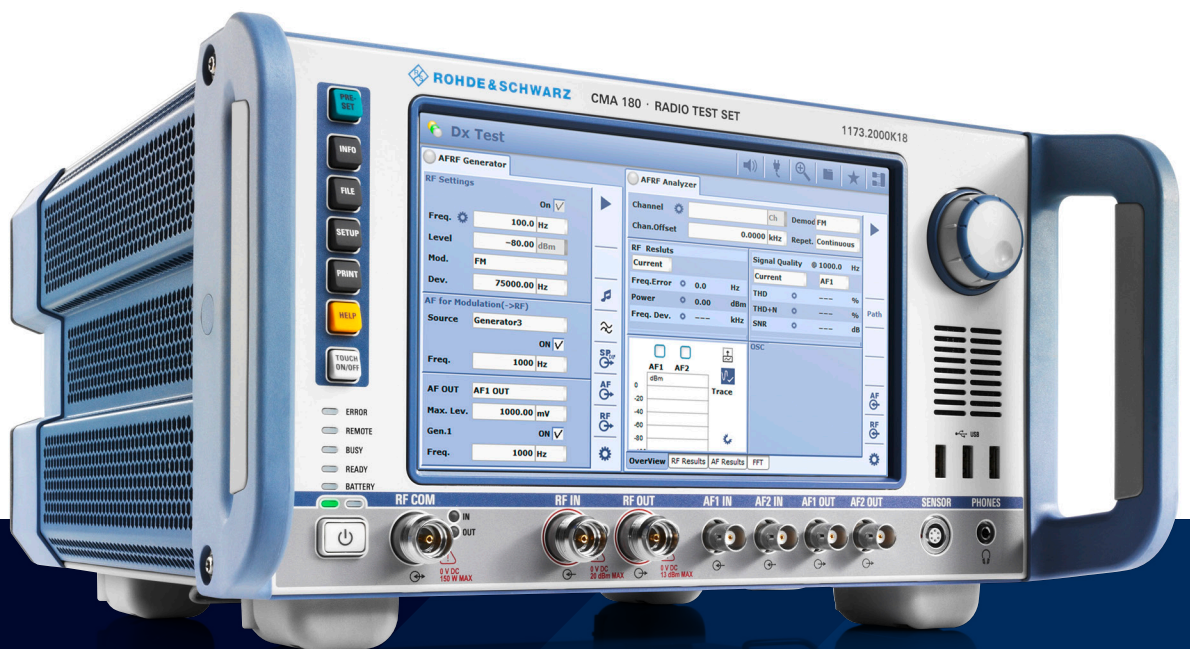 ROHDE&SCHWARZ
CMA 180 · RADIO TEST SET
1173.2000K18
PRE-
SET
INFO
FILE
SETUP
PRINT
HELP
TOUCH
ON/OFF
ERROR
REMOTE
BUSY
READY
BATTERY
Dx Test
AFRF Generator
RF Settings
On
Freq. 100.0 Hz
Level -80.00 dBm
Mod. FM
Dev. 75000.00 Hz
AF for Modulation(->RF)
Source Generator3
ON
Freq. 1000 Hz
AF OUT AF1 OUT
Max. Lev. 1000.00 mV
Gen.1 ON
Freq. 1000 Hz
SP
AF
RF
AFRF Analyzer
Channel Ch Demod FM
Chan.Offset 0.0000 kHz Repet. Continuous
RF Resluts
Current
Freq.Error 0.0 Hz
Power 0.00 dBm
Freq. Dev. --- kHz
Signal Quality 1000.0 Hz
Current AF1
THD --- %
THD+N --- %
SNR --- dB
AF1 AF2
dBm
0
-20
-40
-60
-80
Trace
OSC
OverView RF Results AF Results FFT
Path
AF
RF
USB
RF COM
IN
OUT
0 V DC
150 W MAX
RF IN
0 V DC
20 dBm MAX
RF OUT
0 V DC
13 dBm MAX
AF1 IN
AF2 IN
AF1 OUT
AF2 OUT
SENSOR
PHONES